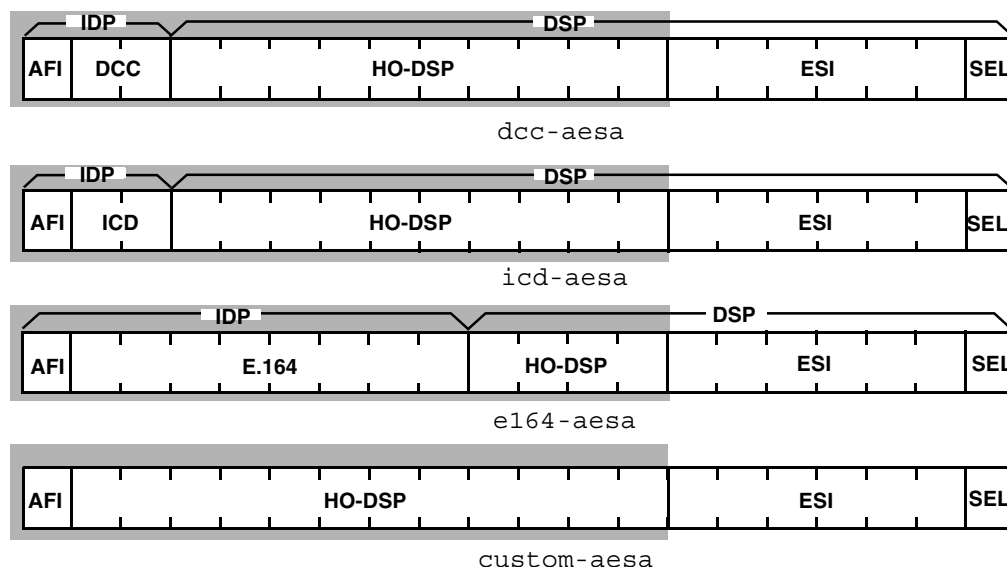 IDP DSP
AFI DCC HO-DSP ESI SEL
dcc-aesa
IDP DSP
AFI ICD HO-DSP ESI SEL
icd-aesa
IDP DSP
AFI E.164 HO-DSP ESI SEL
e164-aesa
AFI HO-DSP ESI SEL
custom-aesa